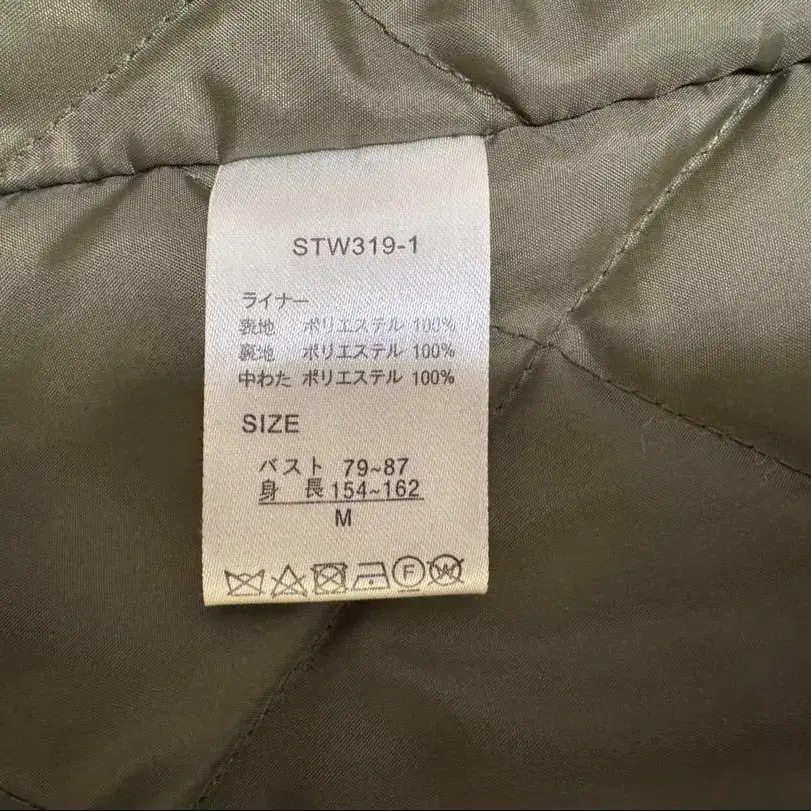 STW319-1
ライナー
表地 ポリエステル 100%
裏地 ポリエステル 100%
中わた ポリエステル 100%
SIZE
バスト 79~87
身 長 154~162
M
F W